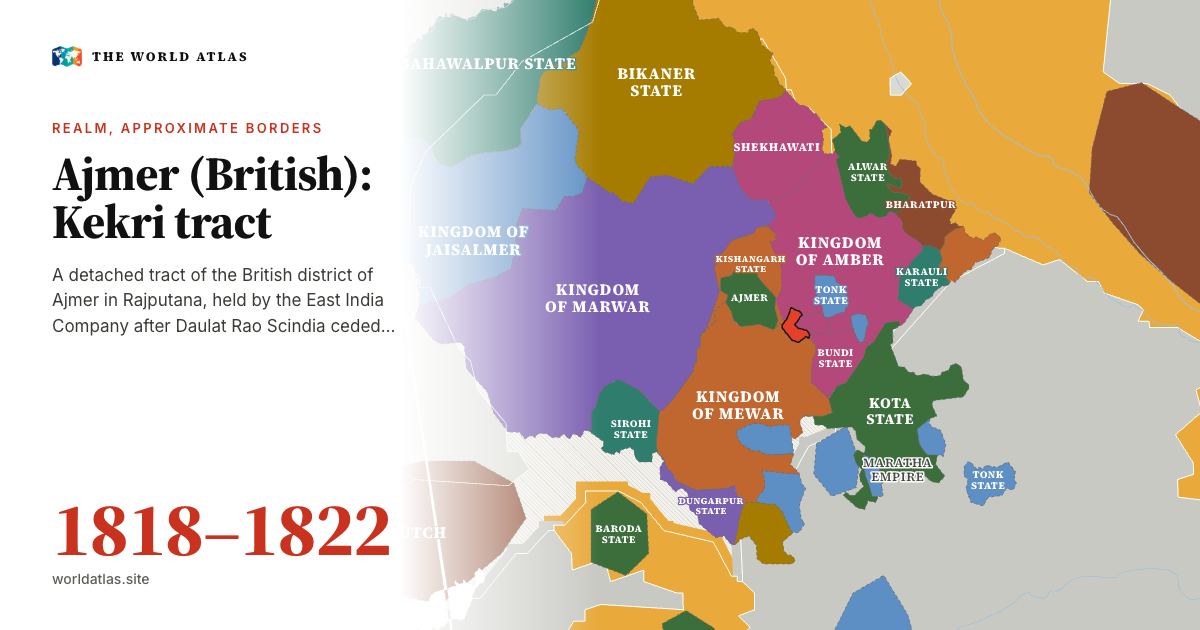 THE WORLD ATLAS
REALM, APPROXIMATE BORDERS
Ajmer (British):
Kekri tract
A detached tract of the British district of
Ajmer in Rajputana, held by the East India
Company after Daulat Rao Scindia ceded...
1818–1822
worldatlas.site
AHAWALPUR STATE
BIKANER
STATE
SHEKHAWATI
ALWAR
STATE
BHARATPUR
KINGDOM OF
JAISALMER
KINGDOM
OF AMBER
KISHANGARH
STATE
KARAULI
STATE
KINGDOM
OF MARWAR
AJMER
TONK
STATE
BUNDI
STATE
KINGDOM
OF MEWAR
KOTA
STATE
SIROHI
STATE
MARATHA
EMPIRE
TONK
STATE
DUNGARPUR
STATE
BARODA
STATE
UTCH